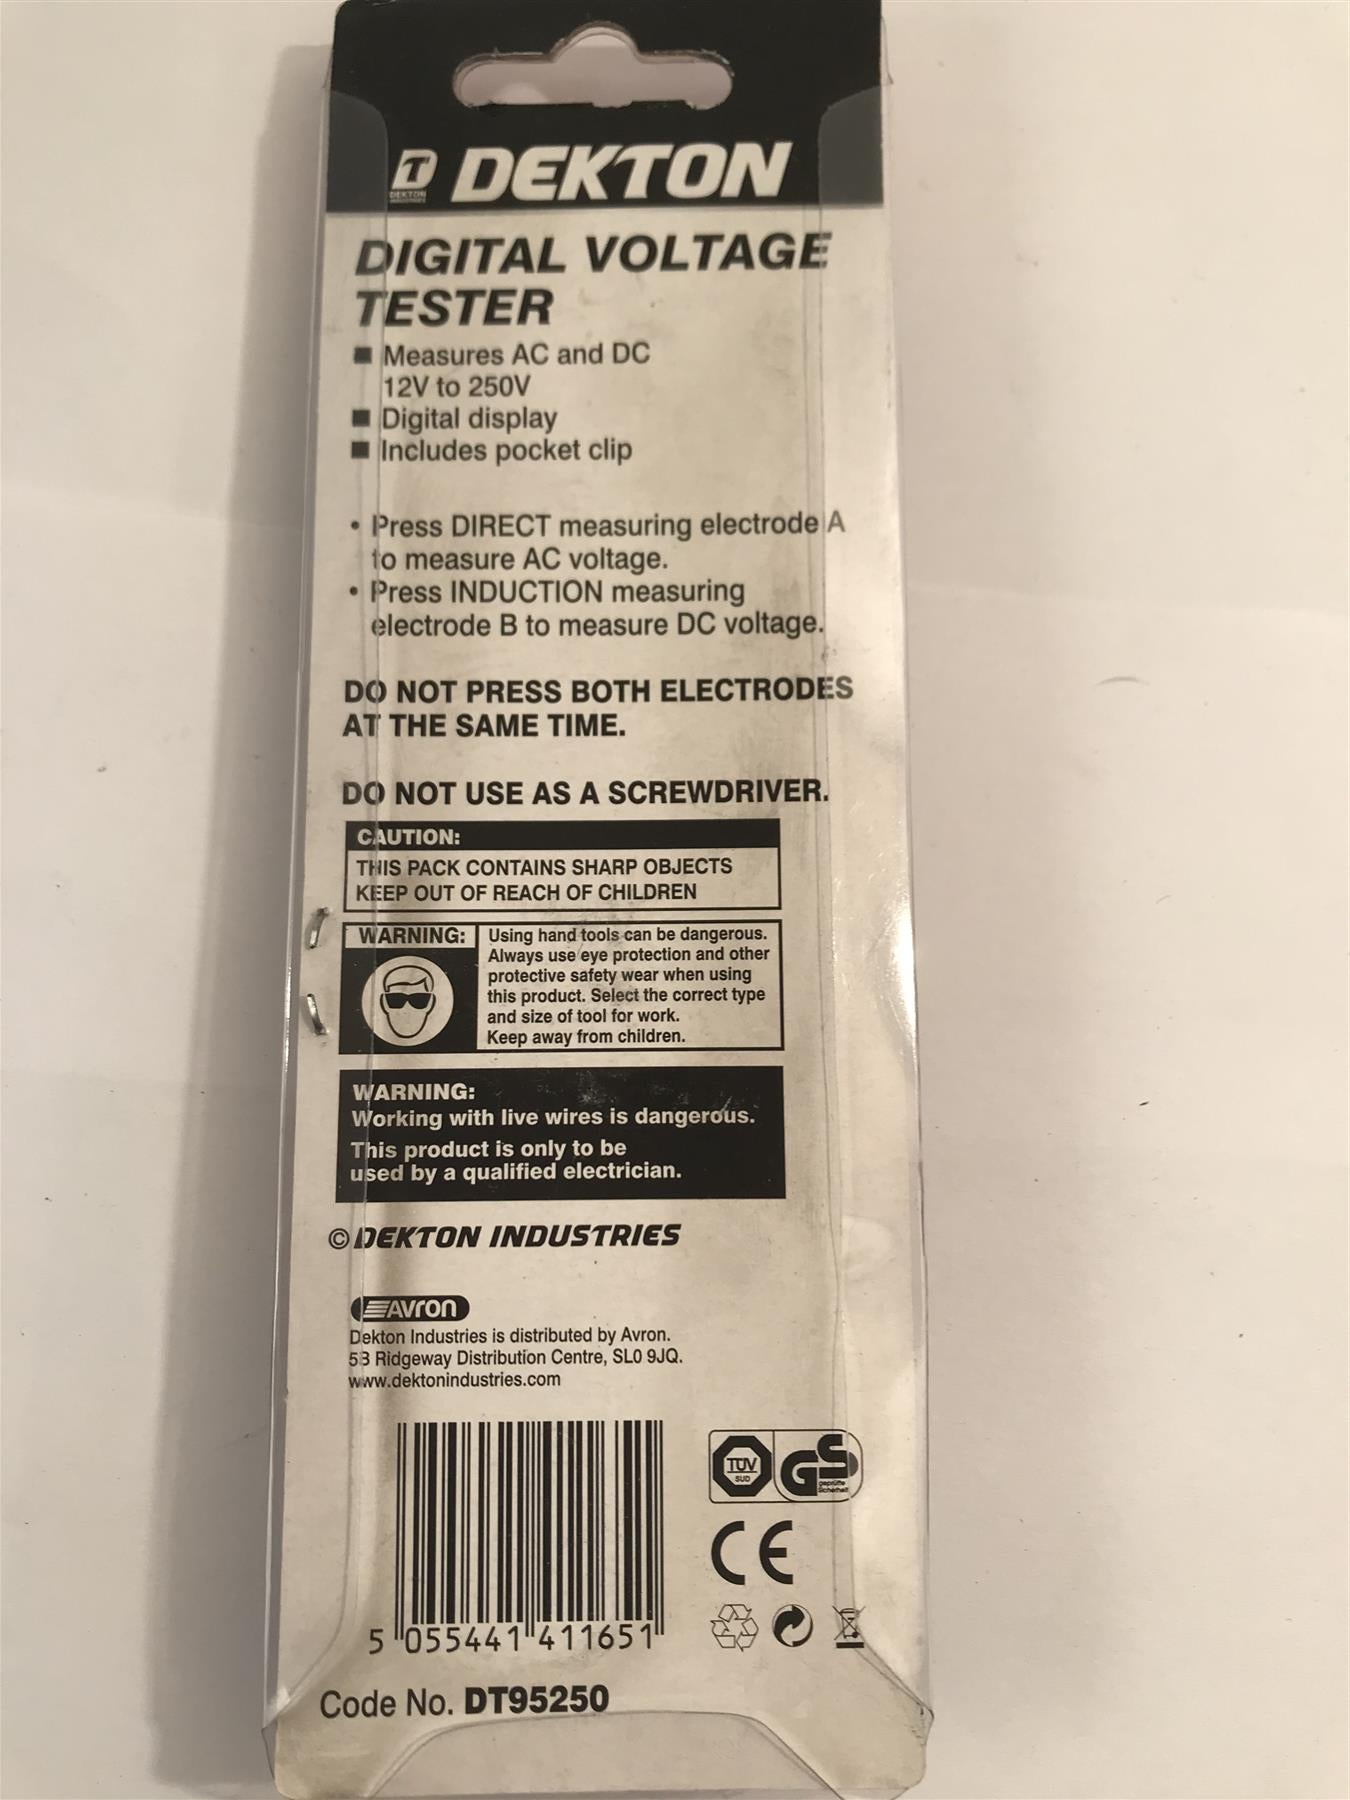 DEKTON
INDUSTRIES
DEKTON
DIGITAL VOLTAGE
TESTER
Measures AC and DC
12V to 250V
Digital display
Includes pocket clip
• Press DIRECT measuring electrode A
to measure AC voltage.
• Press INDUCTION measuring
electrode B to measure DC voltage.
DO NOT PRESS BOTH ELECTRODES
AT THE SAME TIME.
DO NOT USE AS A SCREWDRIVER.
CAUTION:
THIS PACK CONTAINS SHARP OBJECTS
KEEP OUT OF REACH OF CHILDREN
WARNING:
Using hand tools can be dangerous.
Always use eye protection and other
protective safety wear when using
this product. Select the correct type
and size of tool for work.
Keep away from children.
WARNING:
Working with live wires is dangerous.
This product is only to be
used by a qualified electrician.
© DEKTON INDUSTRIES
AVron
Dekton Industries is distributed by Avron.
Ridgeway Distribution Centre, SL0 9JQ.
www.dektonindustries.com
TÜV
SUD
GS
geprüfte
Sicherheit
CE
5 055441 411651
Code No. DT95250